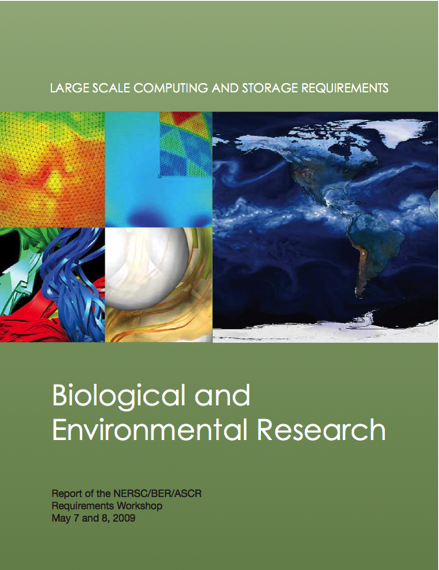 LARGE SCALE COMPUTING AND STORAGE REQUIREMENTS
Biological and
Environmental Research
Report of the NERSC/BER/ASCR
Requirements Workshop
May 7 and 8, 2009